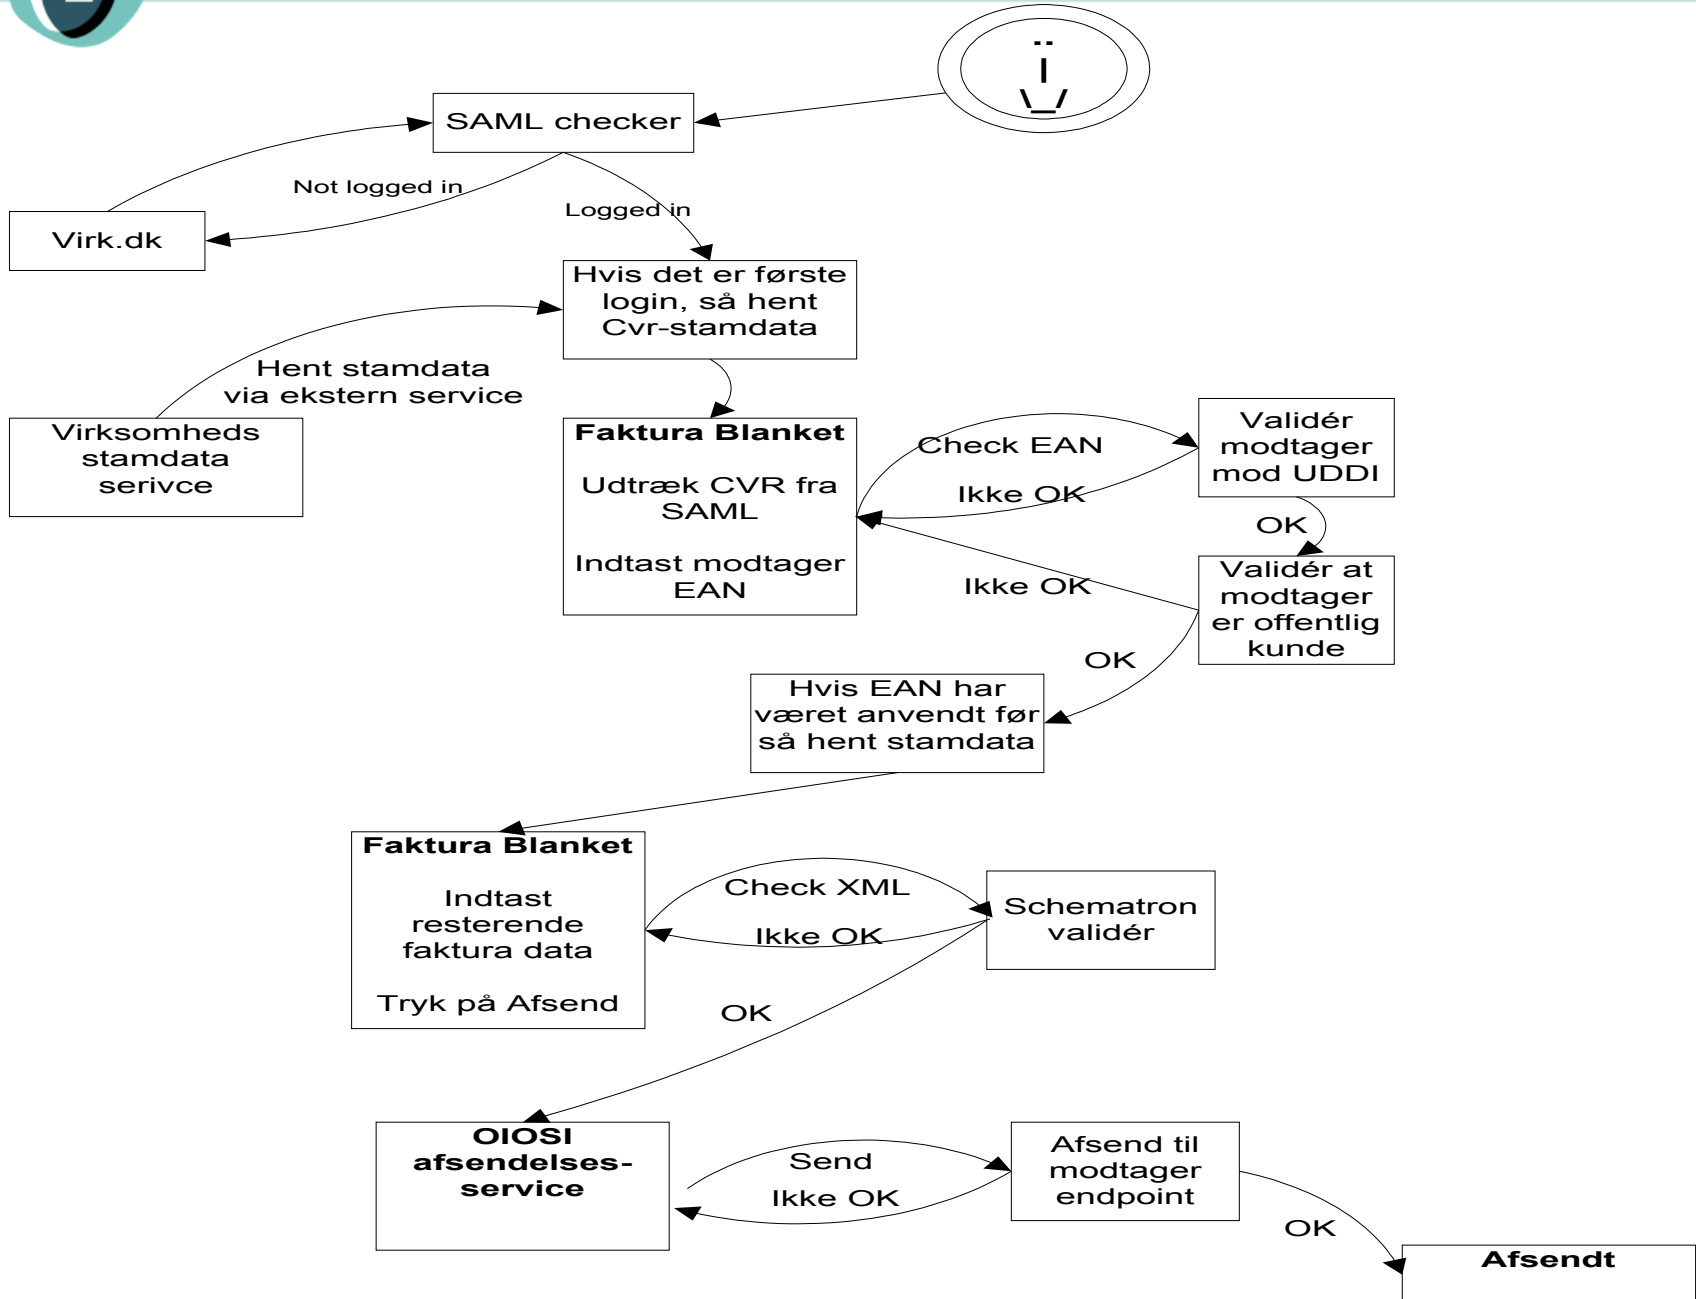 ..
|
\_/
SAML checker
Not logged in
Logged in
Virk.dk
Hvis det er første
login, så hent
Cvr-stamdata
Hent stamdata
via ekstern service
Virksomheds
stamdata
serivce
Faktura Blanket
Udtræk CVR fra
SAML
Indtast modtager
EAN
Check EAN
Ikke OK
Validér
modtager
mod UDDI
OK
Ikke OK
Validér at
modtager
er offentlig
kunde
OK
Hvis EAN har
været anvendt før
så hent stamdata
Faktura Blanket
Indtast
resterende
faktura data
Tryk på Afsend
Check XML
Ikke OK
Schematron
validér
OK
OIOSI
afsendelses-
service
Send
Ikke OK
Afsend til
modtager
endpoint
OK
Afsendt